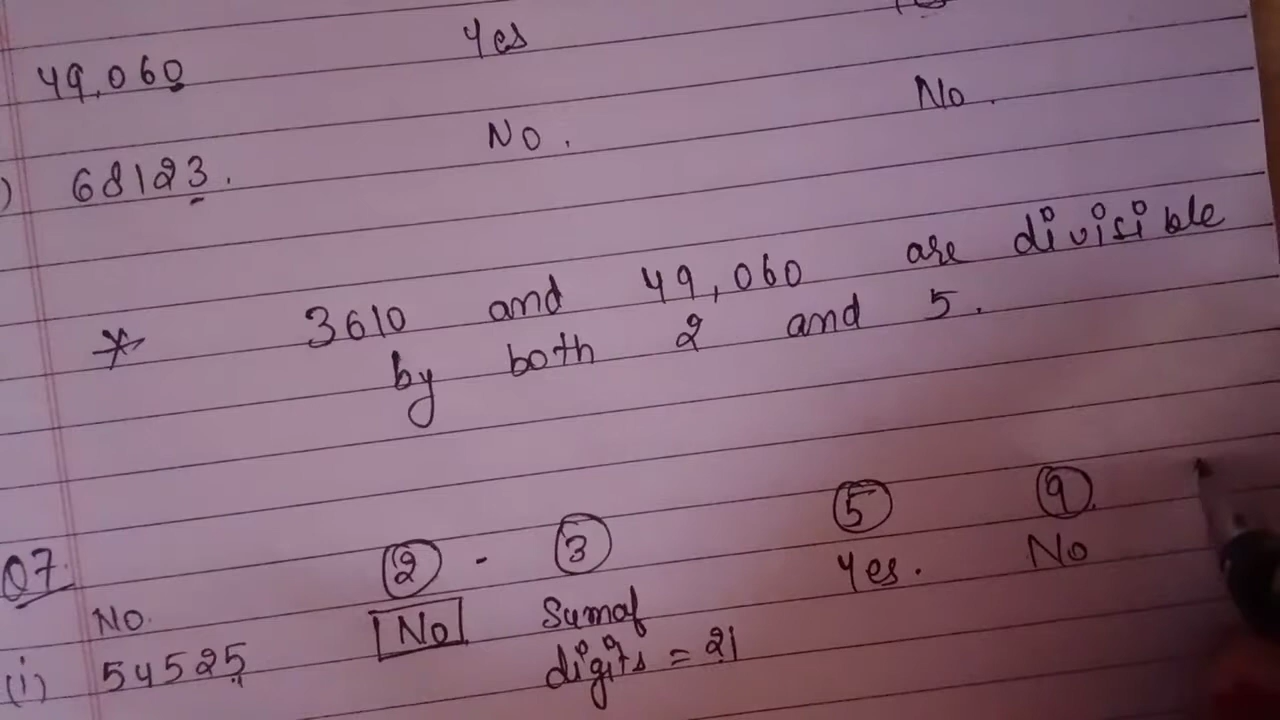 49,060 Yes
) 68123. No. No.
* 3610 and 49,060 are divisible
by both 2 and 5.
Q7. 2 - 3 5 9.
No. No Sum of Yes. No
(i) 54525 digits = 21